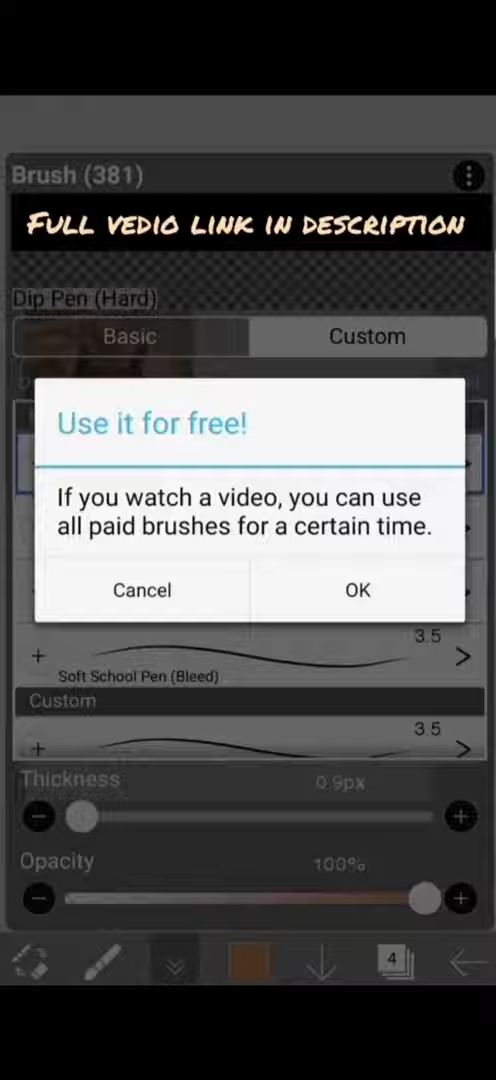 Brush (381)
FULL VEDIO LINK IN DESCRIPTION
Dip Pen (Hard)
Basic
Custom
Use it for free!
If you watch a video, you can use
all paid brushes for a certain time.
Cancel
OK
3.5
Soft School Pen (Bleed)
Custom
3.5
Thickness
0.9px
Opacity
100%
4